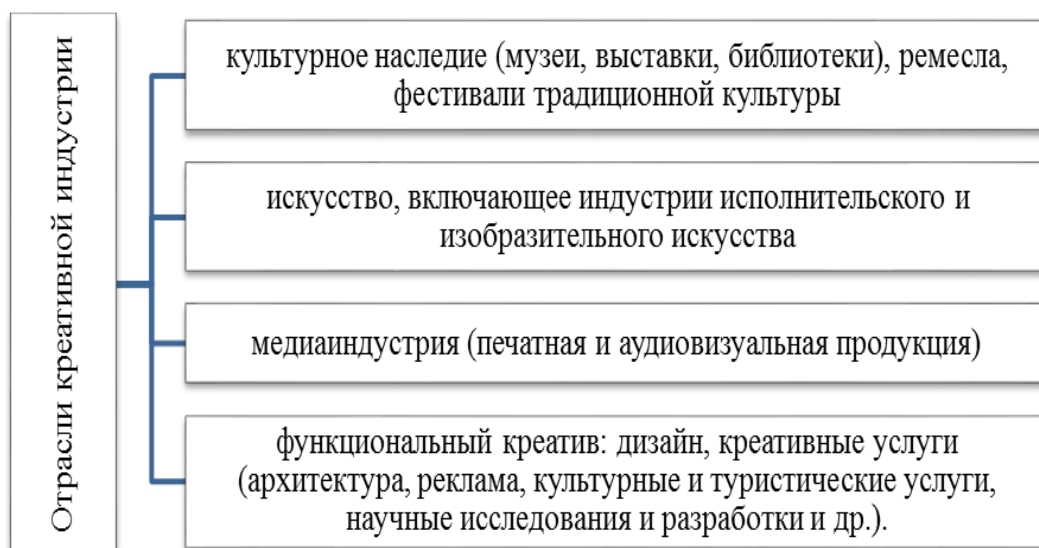 Отрасли креативной индустрии
культурное наследие (музеи, выставки, библиотеки), ремесла,
фестивали традиционной культуры
искусство, включающее индустрии исполнительского и
изобразительного искусства
медиаиндустрия (печатная и аудиовизуальная продукция)
функциональный креатив: дизайн, креативные услуги
(архитектура, реклама, культурные и туристические услуги,
научные исследования и разработки и др.).